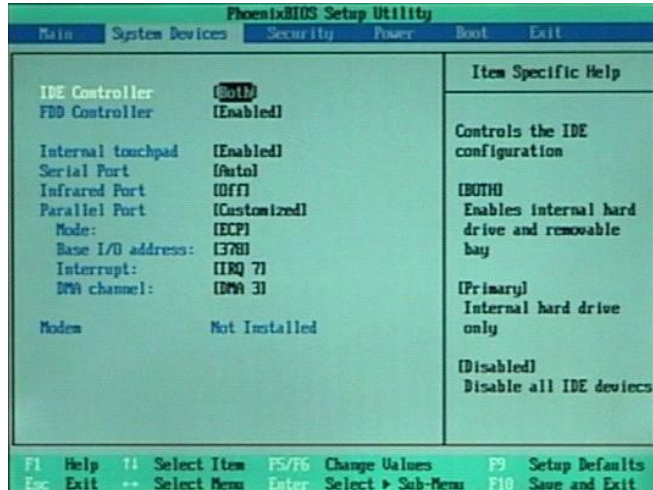 PhoenixBIOS Setup Utility
Main System Devices Security Power Boot Exit
IDE Controller [Both]
FDD Controller [Enabled]
Internal touchpad [Enabled]
Serial Port [Auto]
Infrared Port [Off]
Parallel Port [Customized]
Mode: [ECP]
Base I/O address: [378]
Interrupt: [IRQ 7]
DMA channel: [DMA 3]
Modem Not Installed
Item Specific Help
Controls the IDE
configuration
[BOTH]
Enables internal hard
drive and removable
bay
[Primary]
Internal hard drive
only
[Disabled]
Disable all IDE deviecs
F1 Help ↑↓ Select Item F5/F6 Change Values F9 Setup Defaults
Esc Exit ↔ Select Menu Enter Select ▶ Sub-Menu F10 Save and Exit